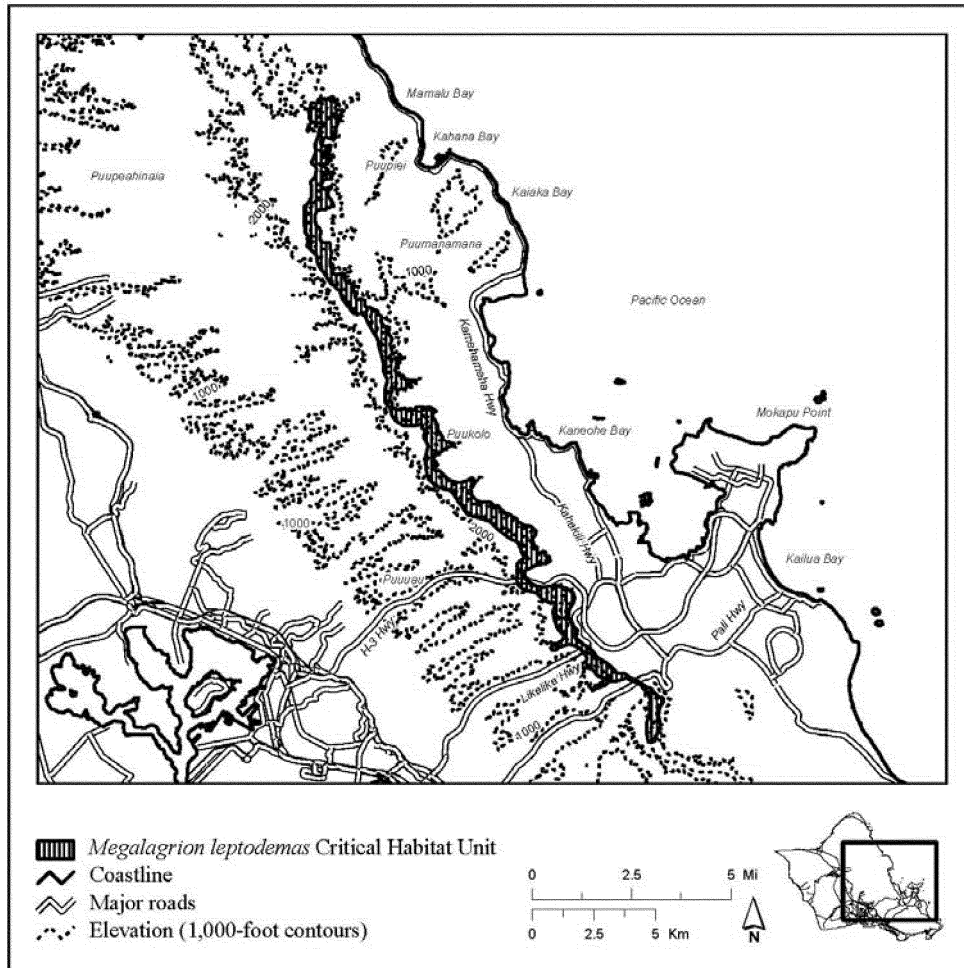 Mamalu Bay
Kahana Bay
Puupiei
Puupeahinaia
Kaiaka Bay
2000
Puumanamana
1000
Pacific Ocean
Kamehameha Hwy
1000
Mokapu Point
Puukolo
Kaneohe Bay
1000
2000
Kahekili Hwy
Kailua Bay
Puuuau
H-3 Hwy
Pali Hwy
Likelike Hwy
1000
Megalagrion leptodemas Critical Habitat Unit
Coastline
Major roads
Elevation (1,000-foot contours)
0 2.5 5 Mi
0 2.5 5 Km
N